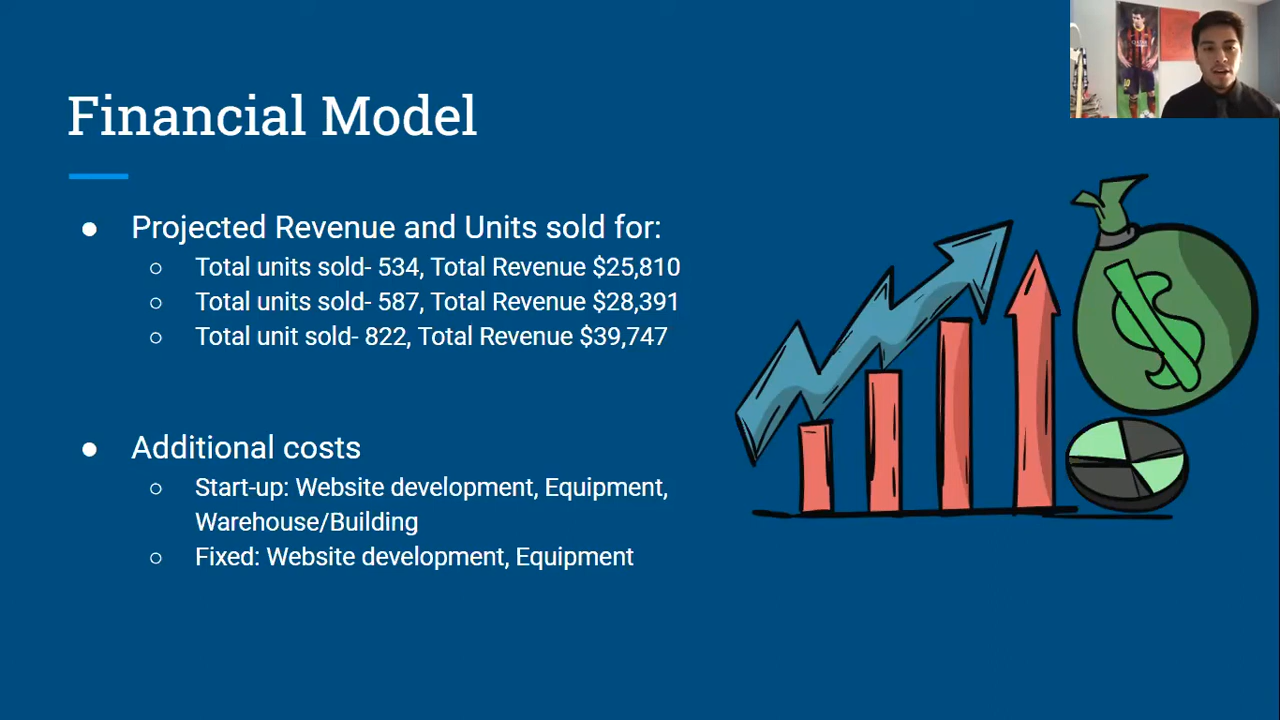 Financial Model
● Projected Revenue and Units sold for:
○ Total units sold- 534, Total Revenue $25,810
○ Total units sold- 587, Total Revenue $28,391
○ Total unit sold- 822, Total Revenue $39,747
● Additional costs
○ Start-up: Website development, Equipment,
Warehouse/Building
○ Fixed: Website development, Equipment